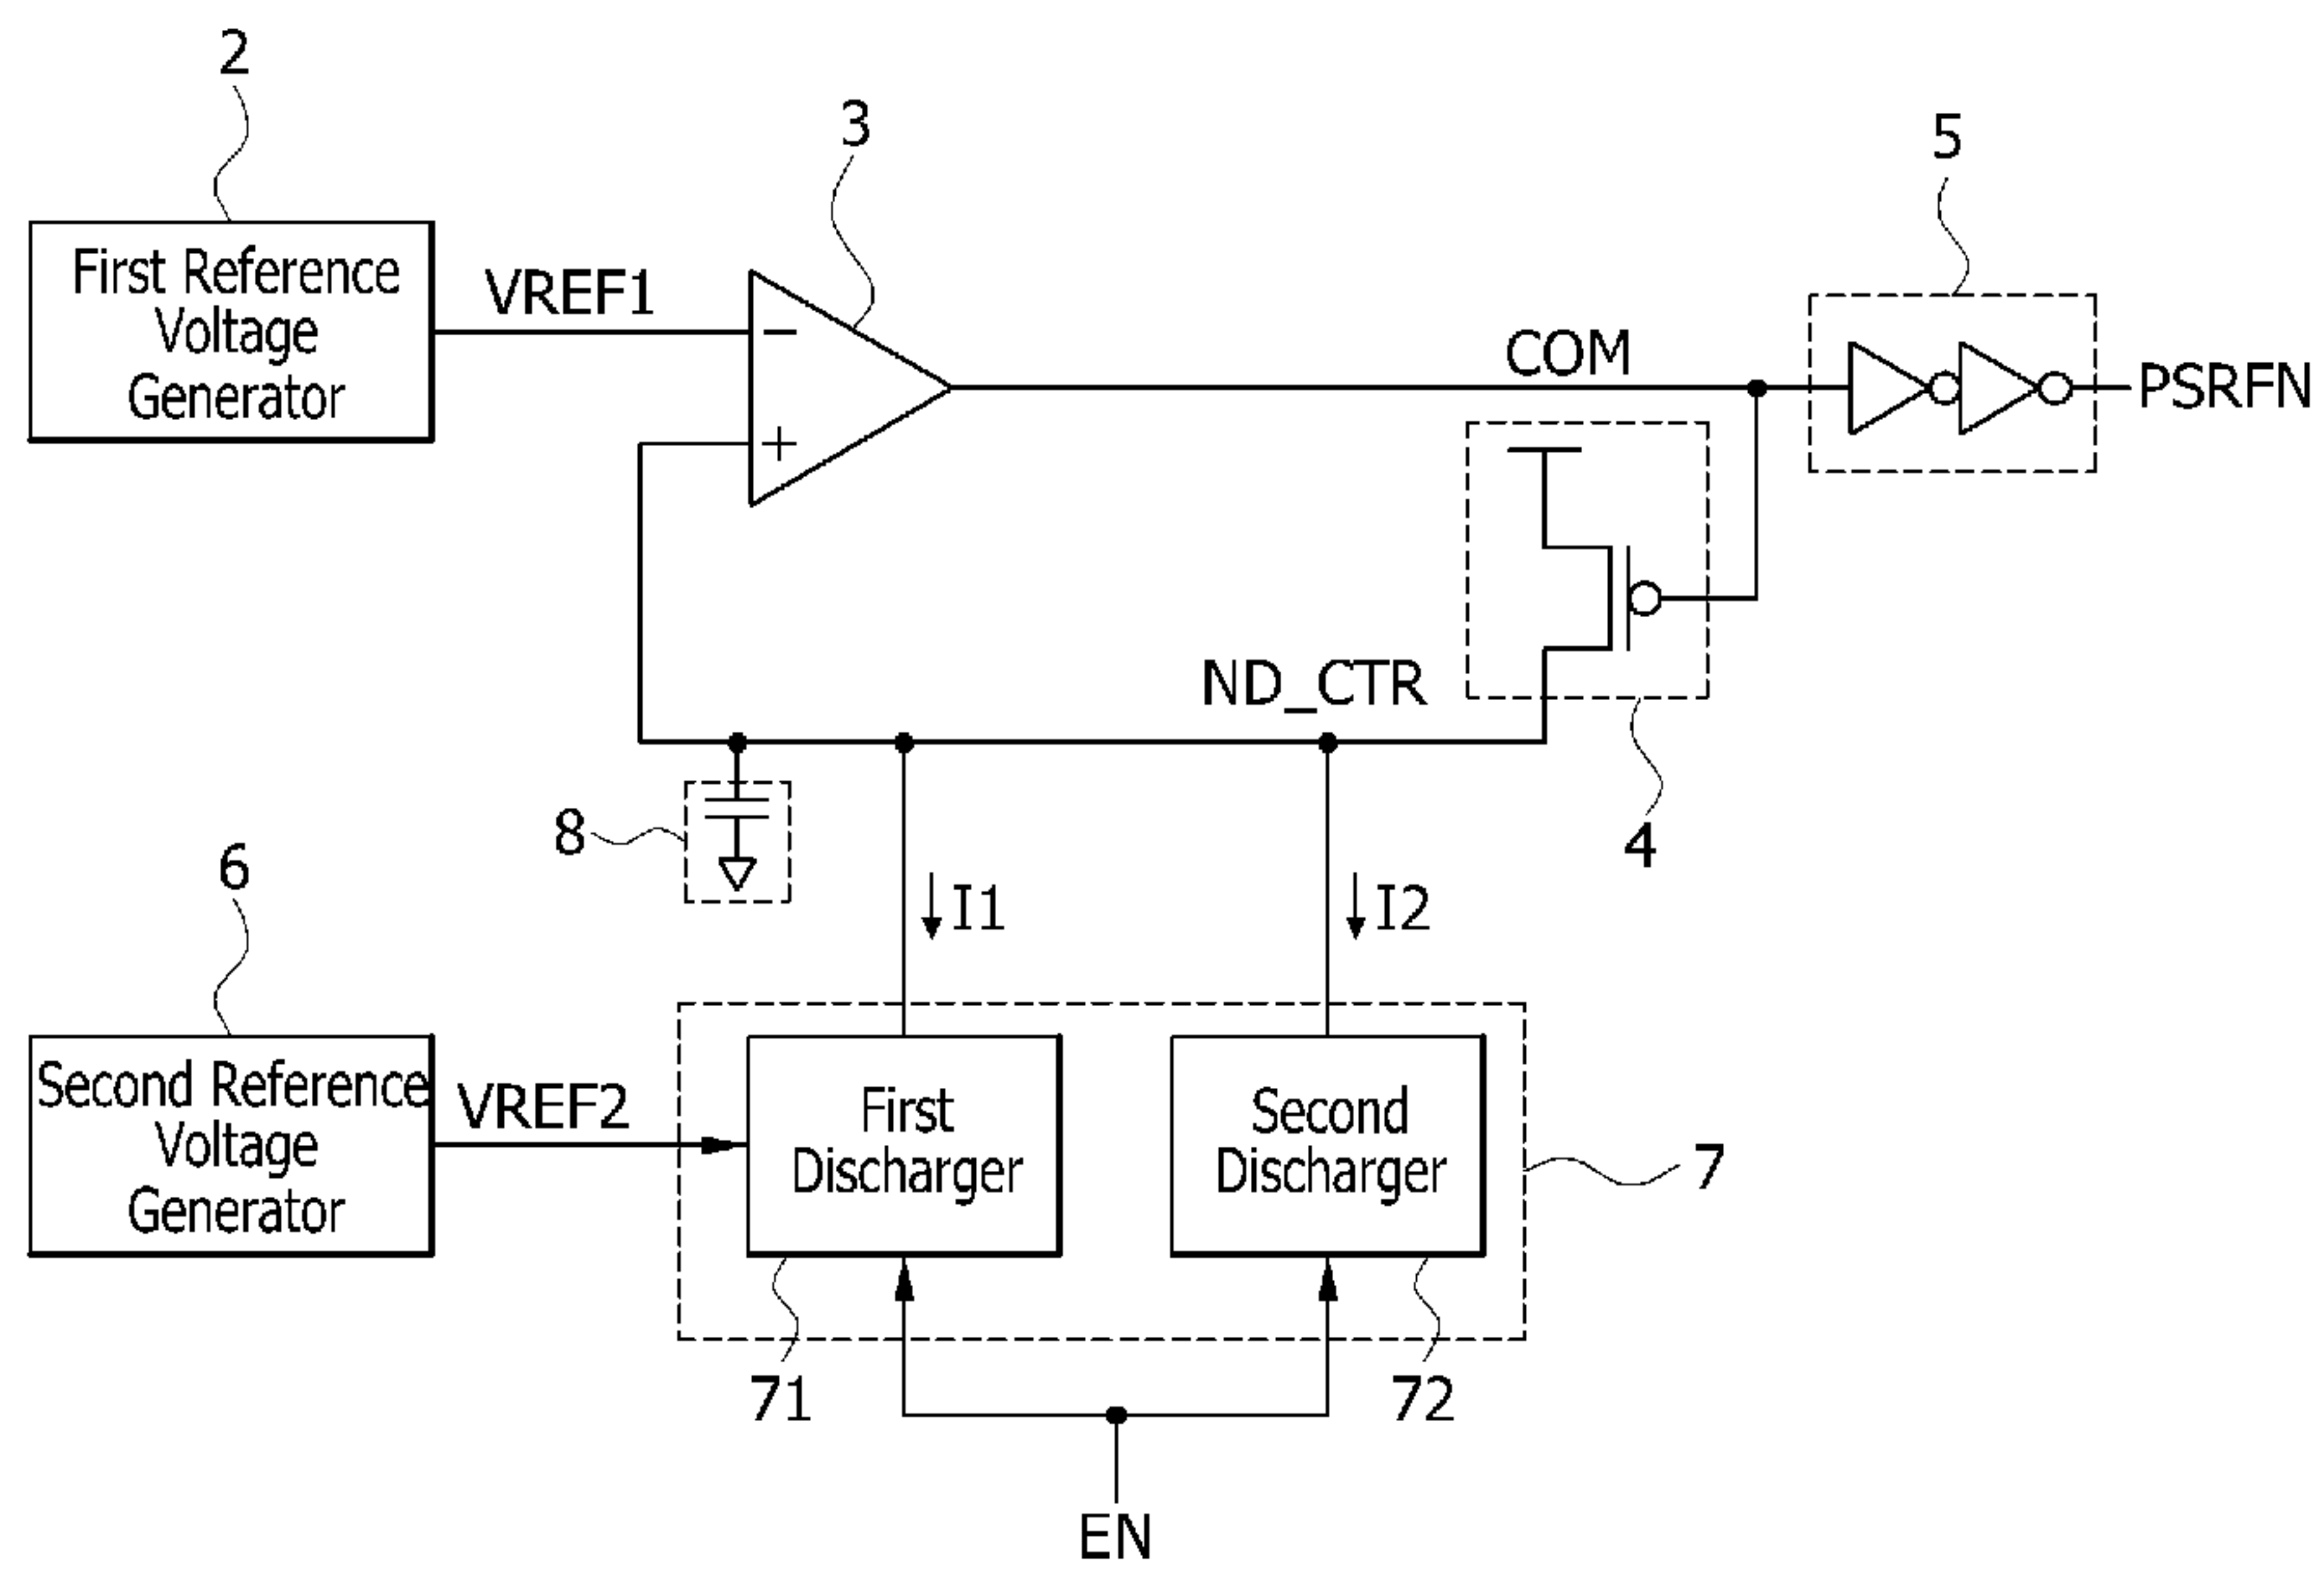 2
3
5
First Reference
Voltage
Generator
VREF1
−
+
COM
PSRFN
ND_CTR
4
8
I1
I2
6
Second Reference
Voltage
Generator
VREF2
First
Discharger
Second
Discharger
7
71
72
EN